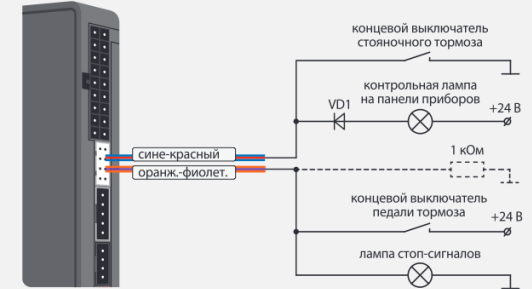 концевой выключатель
стояночного тормоза
контрольная лампа
на панели приборов
VD1
+24 В
сине-красный
1 кОм
оранж.-фиолет.
концевой выключатель
педали тормоза
+24 В
лампа стоп-сигналов